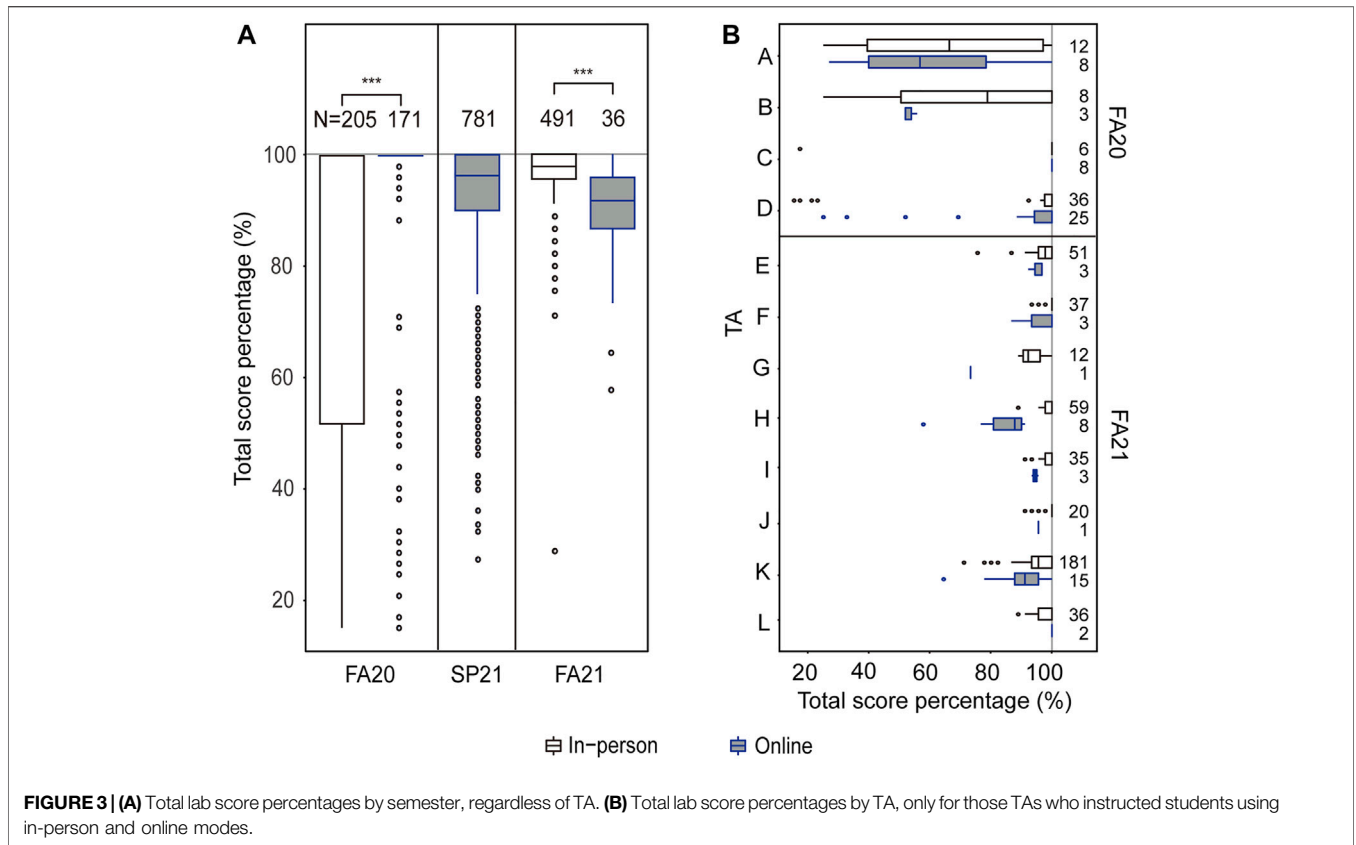 A
B
*** ***
N=205 171 781 491 36
100
80
60
40
20
Total score percentage (%)
FA20 SP21 FA21
TA
A 12
8
B 8
3
C 6
8
D 36
25
FA20
E 51
3
F 37
3
G 12
1
H 59
8
I 35
3
J 20
1
K 181
15
L 36
2
FA21
20 40 60 80 100
Total score percentage (%)
In−person Online
FIGURE 3 | (A) Total lab score percentages by semester, regardless of TA. (B) Total lab score percentages by TA, only for those TAs who instructed students using
in-person and online modes.